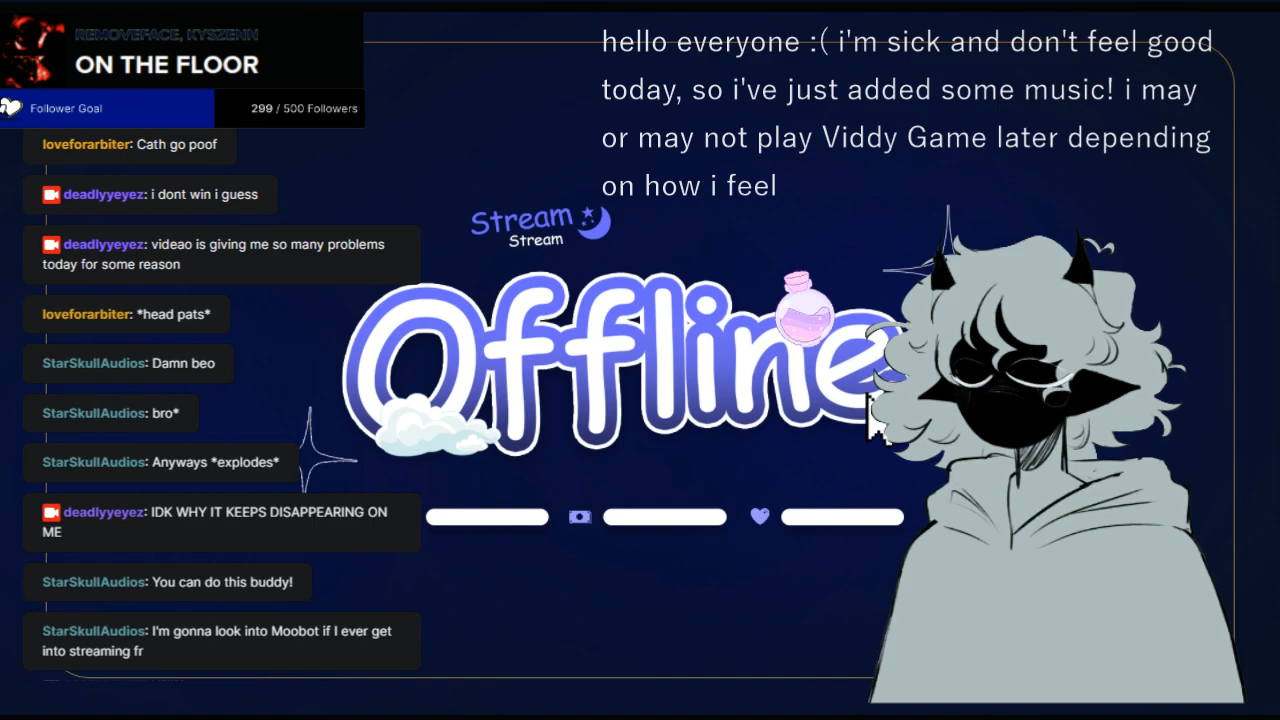 REMOVEFACE, KYSZENN
ON THE FLOOR
Follower Goal
299 / 500 Followers
loveforarbiter: Cath go poof
deadlyyeyez: i dont win i guess
deadlyyeyez: videao is giving me so many problems
today for some reason
loveforarbiter: *head pats*
StarSkullAudios: Damn beo
StarSkullAudios: bro*
StarSkullAudios: Anyways *explodes*
deadlyyeyez: IDK WHY IT KEEPS DISAPPEARING ON
ME
StarSkullAudios: You can do this buddy!
StarSkullAudios: I'm gonna look into Moobot if I ever get
into streaming fr
hello everyone :( i'm sick and don't feel good
today, so i've just added some music! i may
or may not play Viddy Game later depending
on how i feel
Stream
Stream
Offline